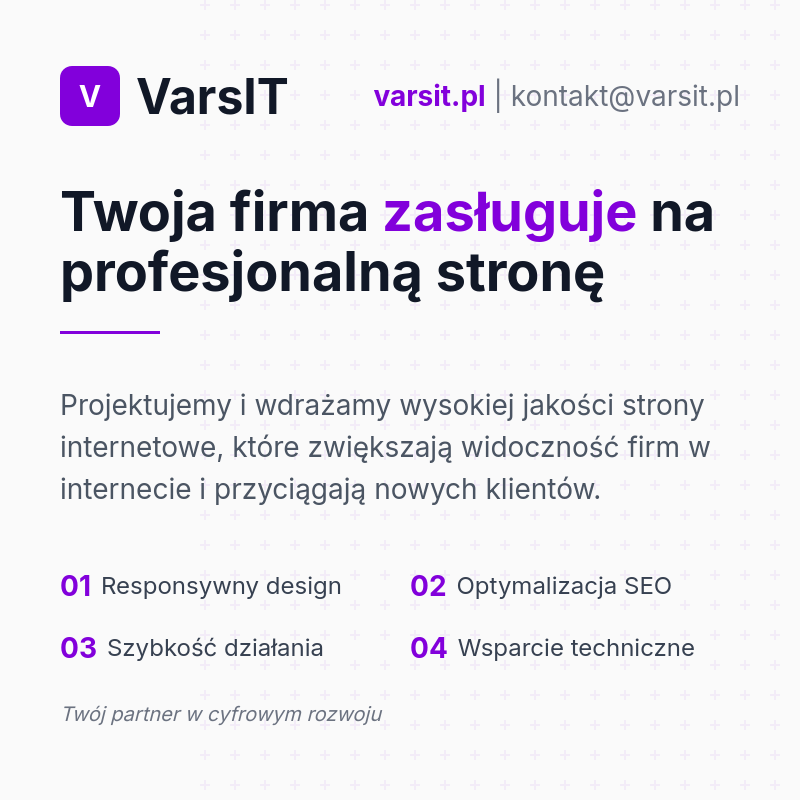 V VarsIT
varsit.pl | kontakt@varsit.pl
Twoja firma zasługuje na
profesjonalną stronę
Projektujemy i wdrażamy wysokiej jakości strony
internetowe, które zwiększają widoczność firm w
internecie i przyciągają nowych klientów.
01 Responsywny design
02 Optymalizacja SEO
03 Szybkość działania
04 Wsparcie techniczne
Twój partner w cyfrowym rozwoju